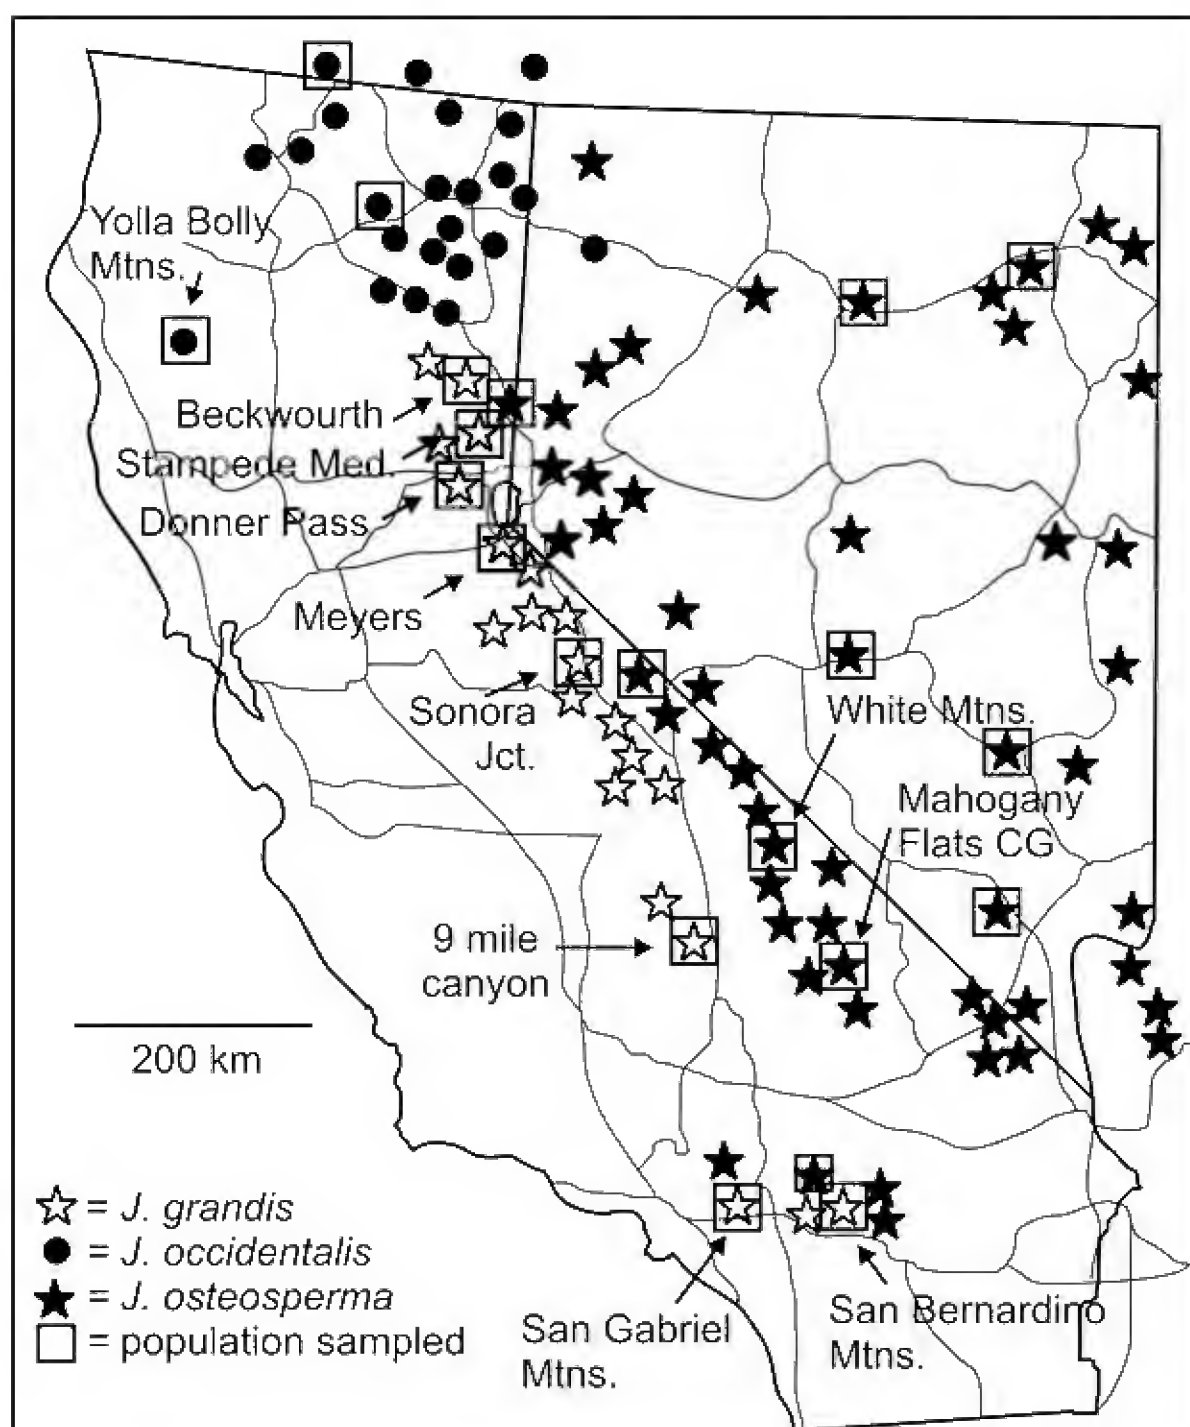 Yolla Bolly
Mtns.
Beckwourth
Stampede Med.
Donner Pass
Meyers
Sonora
Jct.
White Mtns.
Mahogany
Flats CG
9 mile
canyon
200 km
= J. grandis
= J. occidentalis
= J. osteosperma
= population sampled
San Gabriel
Mtns.
San Bernardino
Mtns.